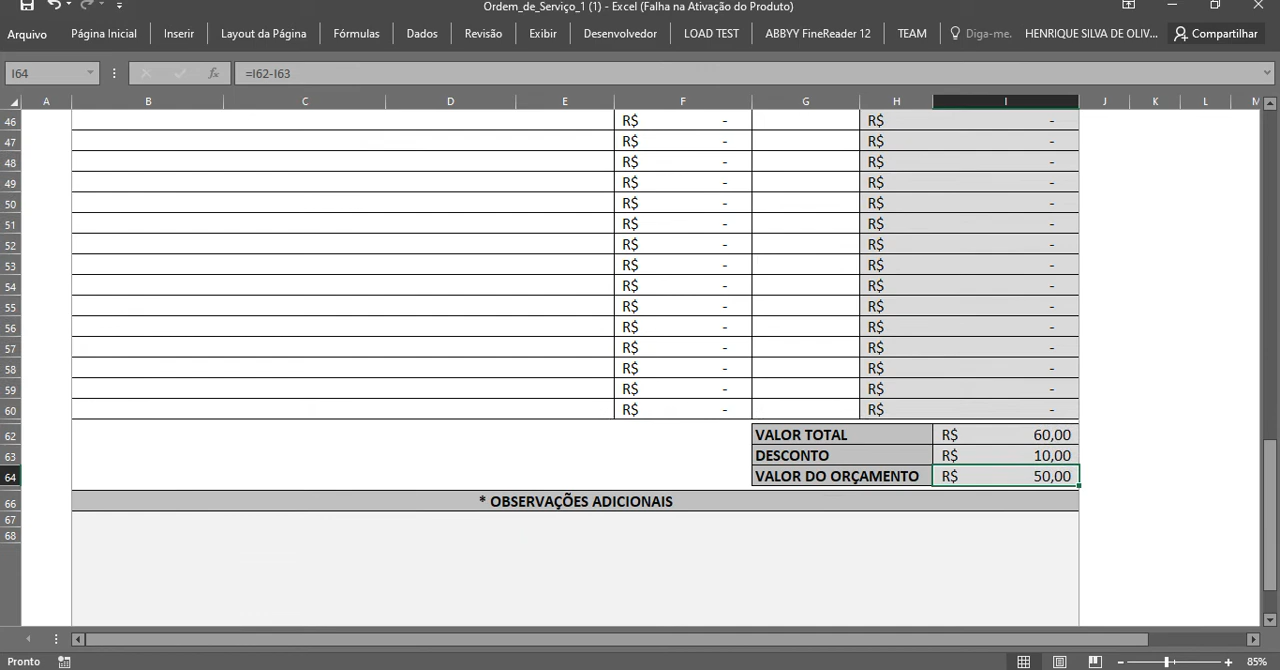 Ordem_de_Serviço_1 (1) - Excel (Falha na Ativação do Produto)
Arquivo Página Inicial Inserir Layout da Página Fórmulas Dados Revisão Exibir Desenvolvedor LOAD TEST ABBYY FineReader 12 TEAM Diga-me. HENRIQUE SILVA DE OLIV... Compartilhar
I64 fx =I62-I63
A B C D E F G H I J K L M
46 R$ - R$ -
47 R$ - R$ -
48 R$ - R$ -
49 R$ - R$ -
50 R$ - R$ -
51 R$ - R$ -
52 R$ - R$ -
53 R$ - R$ -
54 R$ - R$ -
55 R$ - R$ -
56 R$ - R$ -
57 R$ - R$ -
58 R$ - R$ -
59 R$ - R$ -
60 R$ - R$ -
62 VALOR TOTAL R$ 60,00
63 DESCONTO R$ 10,00
64 VALOR DO ORÇAMENTO R$ 50,00
66 * OBSERVAÇÕES ADICIONAIS
67
68
Pronto 85%